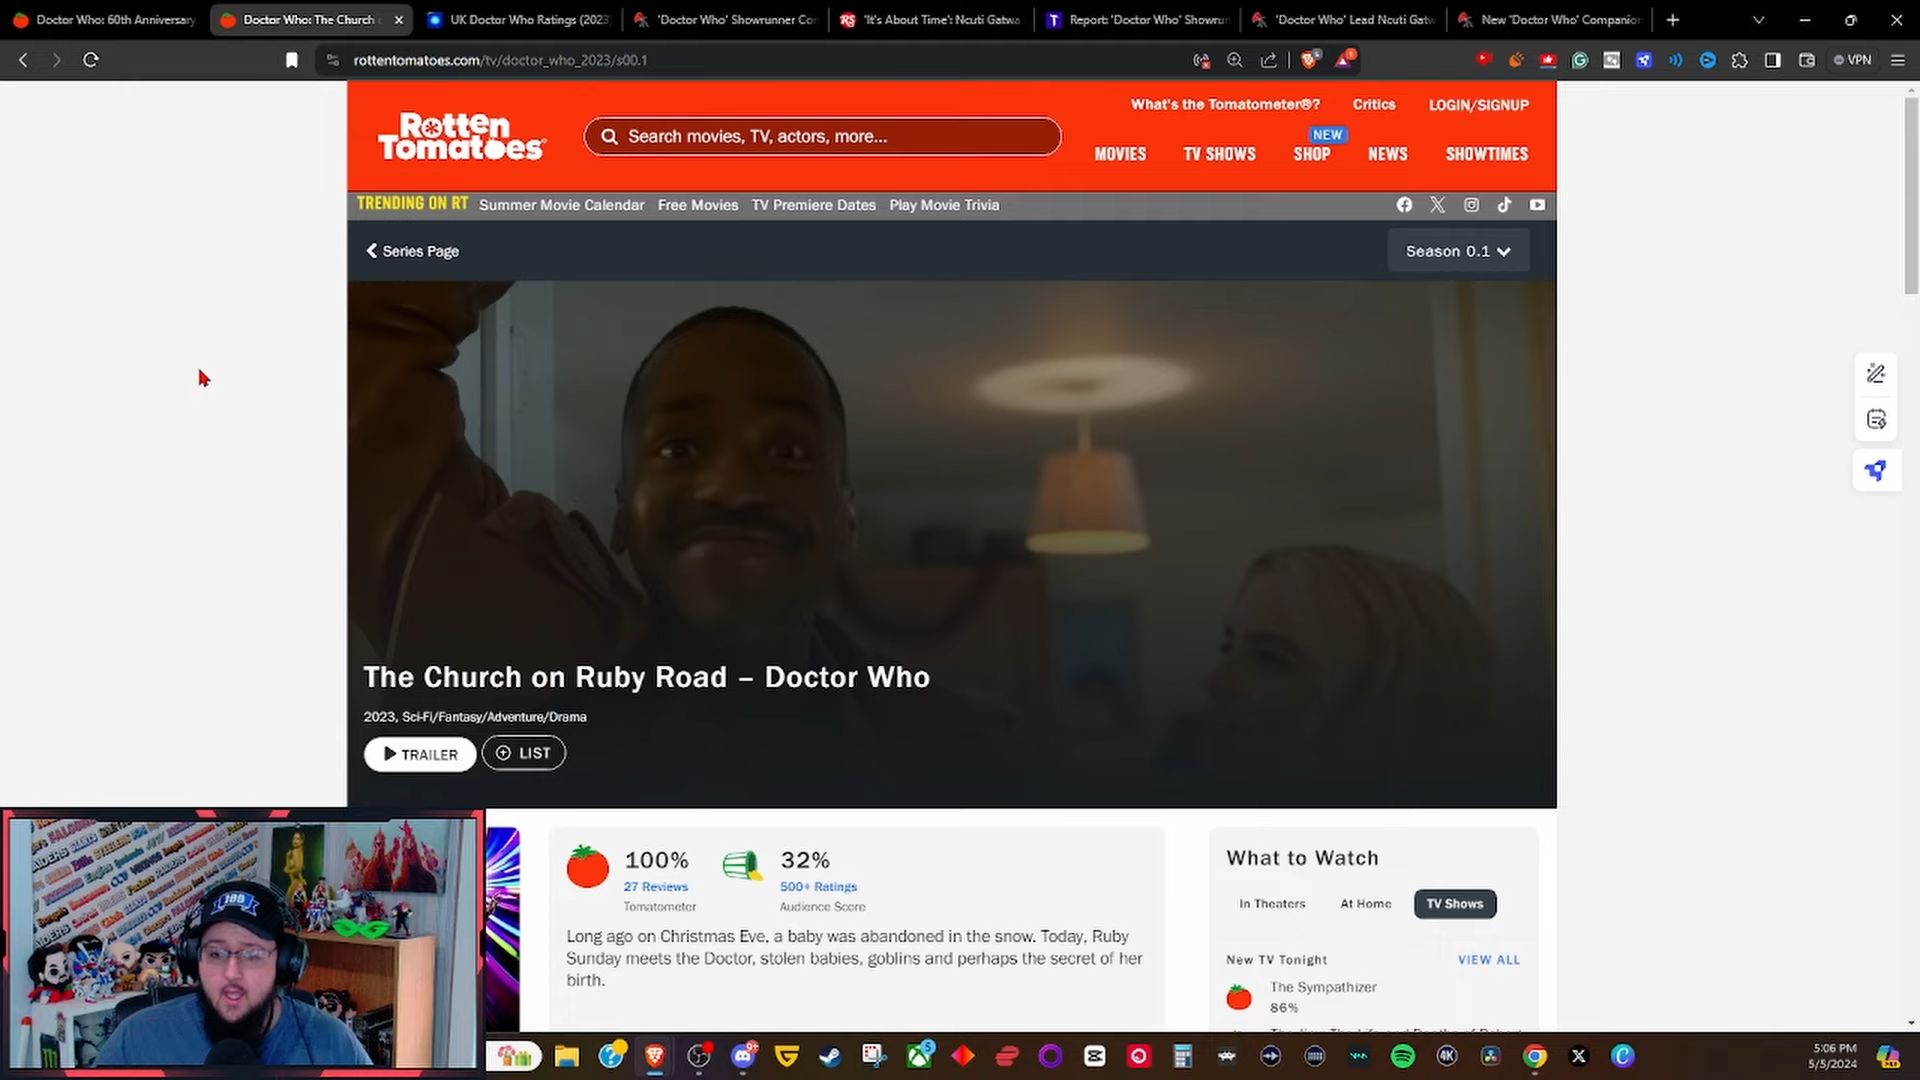 Doctor Who: 60th Anniversary
Doctor Who: The Church
UK Doctor Who Ratings (2023
'Doctor Who' Showrunner Con
'It's About Time': Ncuti Gatwa
Report: 'Doctor Who' Showrun
'Doctor Who' Lead Ncuti Gatw
New 'Doctor Who' Companion
rottentomatoes.com/tv/doctor_who_2023/s00.1
VPN
Rotten
Tomatoes
Search movies, TV, actors, more...
What's the Tomatometer®?
Critics
LOGIN/SIGNUP
NEW
MOVIES
TV SHOWS
SHOP
NEWS
SHOWTIMES
TRENDING ON RT
Summer Movie Calendar
Free Movies
TV Premiere Dates
Play Movie Trivia
Series Page
Season 0.1
The Church on Ruby Road – Doctor Who
2023, Sci-Fi/Fantasy/Adventure/Drama
TRAILER
LIST
100%
27 Reviews
Tomatometer
32%
500+ Ratings
Audience Score
Long ago on Christmas Eve, a baby was abandoned in the snow. Today, Ruby
Sunday meets the Doctor, stolen babies, goblins and perhaps the secret of her
birth.
What to Watch
In Theaters
At Home
TV Shows
New TV Tonight
VIEW ALL
The Sympathizer
86%
5:06 PM
5/5/2024